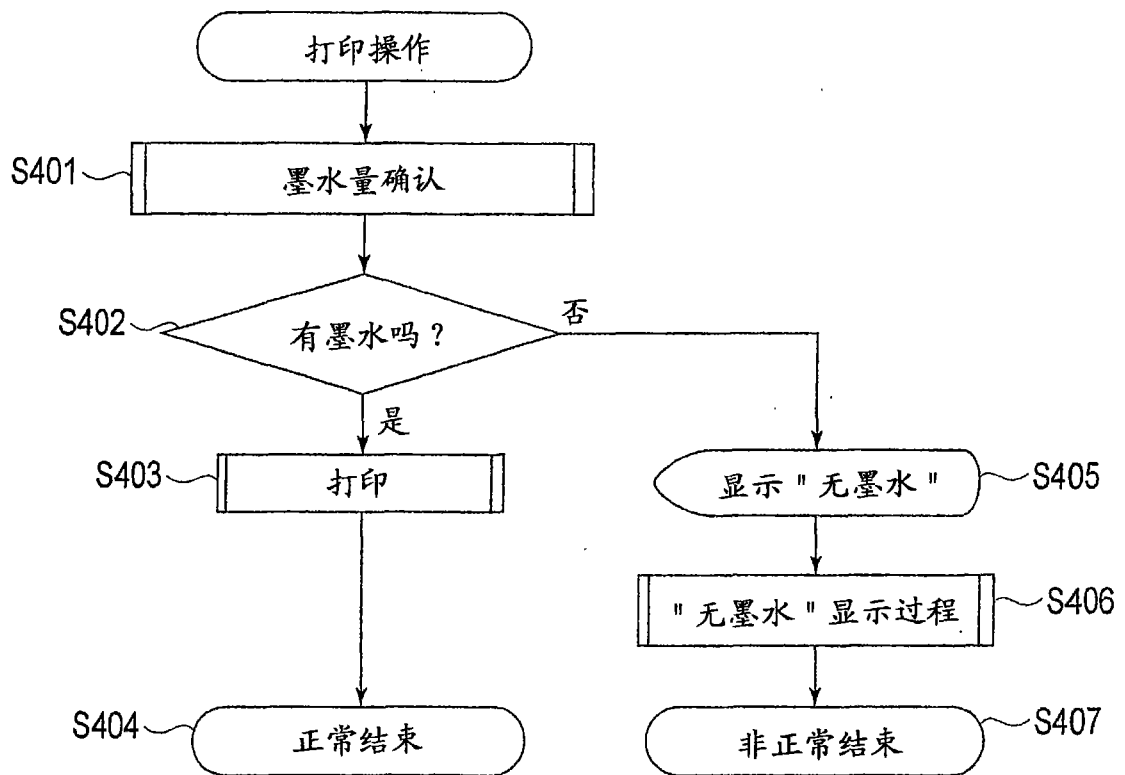 打印操作
S401
墨水量确认
S402
有墨水吗？
否
是
S403
打印
显示"无墨水"
S405
"无墨水"显示过程
S406
S404
正常结束
非正常结束
S407